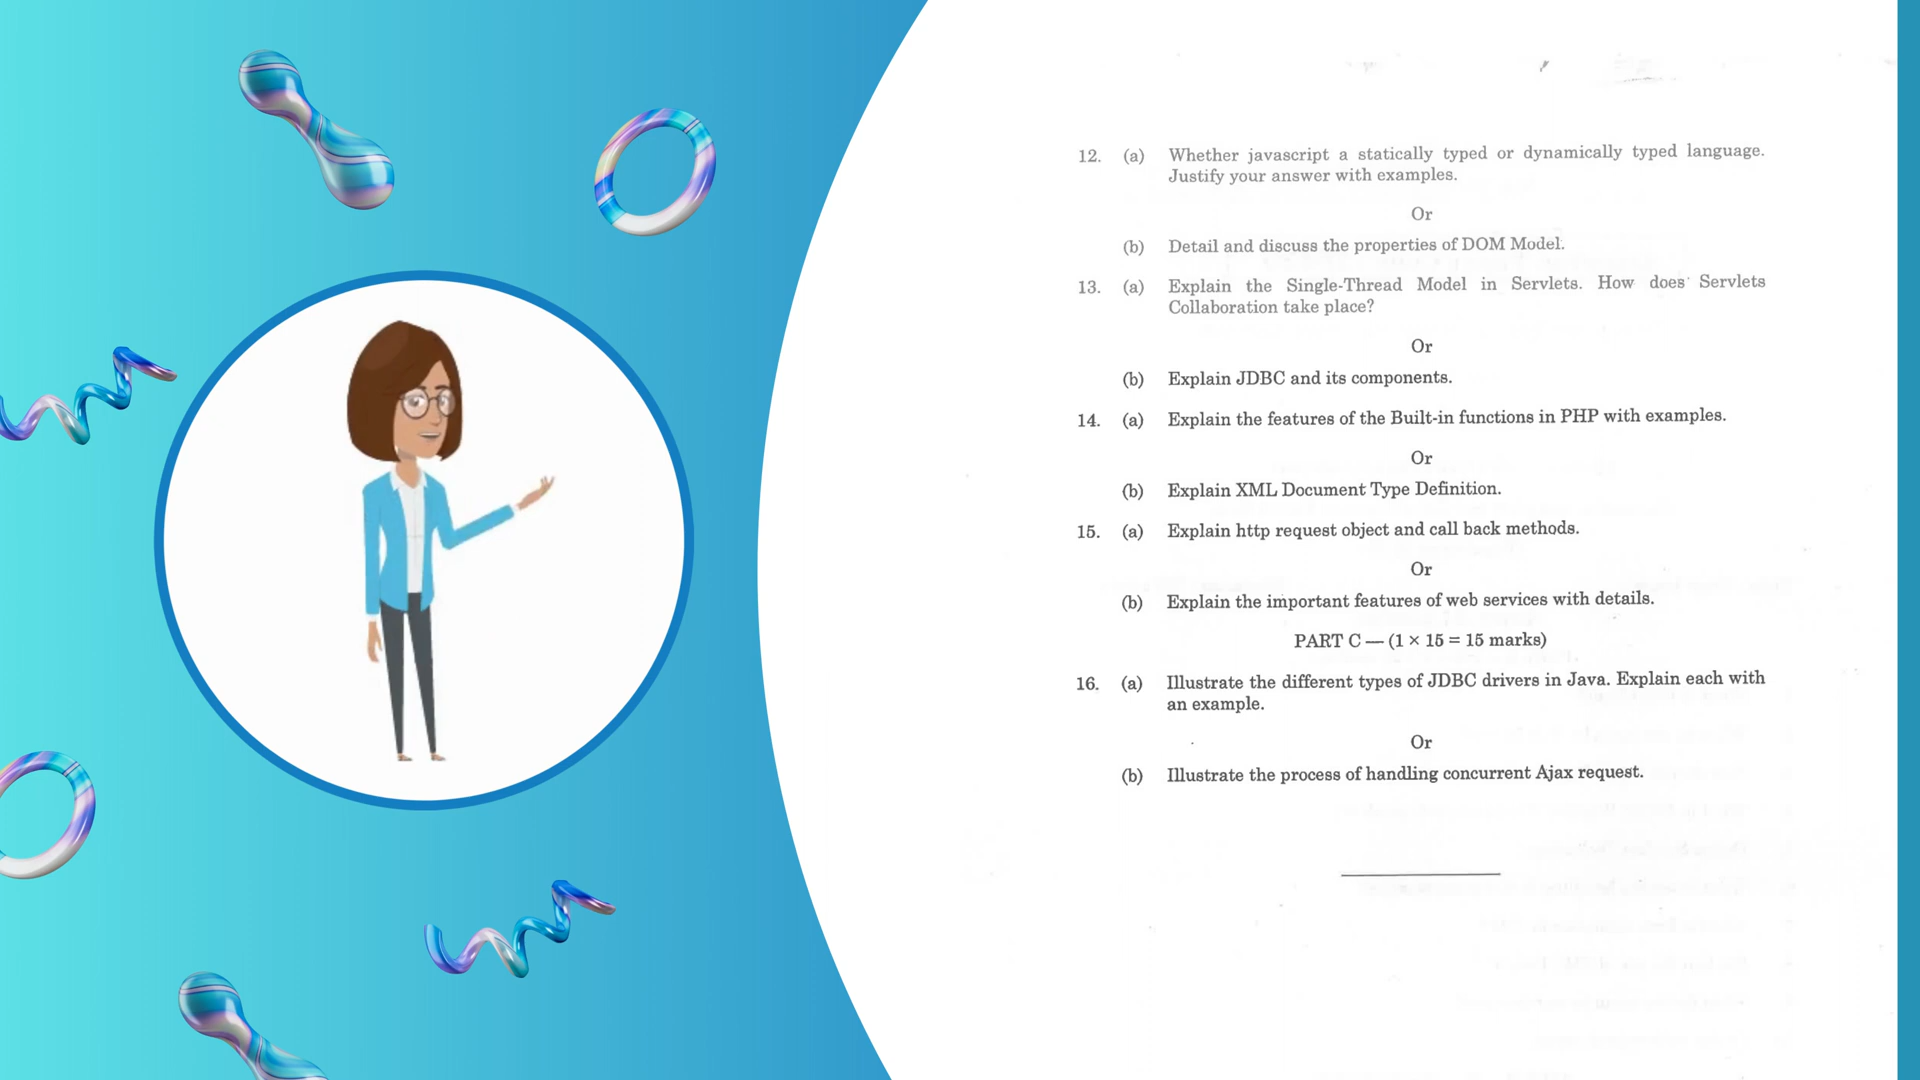 12. (a) Whether javascript a statically typed or dynamically typed language.
Justify your answer with examples.
Or
(b) Detail and discuss the properties of DOM Model.
13. (a) Explain the Single-Thread Model in Servlets. How does Servlets
Collaboration take place?
Or
(b) Explain JDBC and its components.
14. (a) Explain the features of the Built-in functions in PHP with examples.
Or
(b) Explain XML Document Type Definition.
15. (a) Explain http request object and call back methods.
Or
(b) Explain the important features of web services with details.
PART C — (1 × 15 = 15 marks)
16. (a) Illustrate the different types of JDBC drivers in Java. Explain each with
an example.
Or
(b) Illustrate the process of handling concurrent Ajax request.